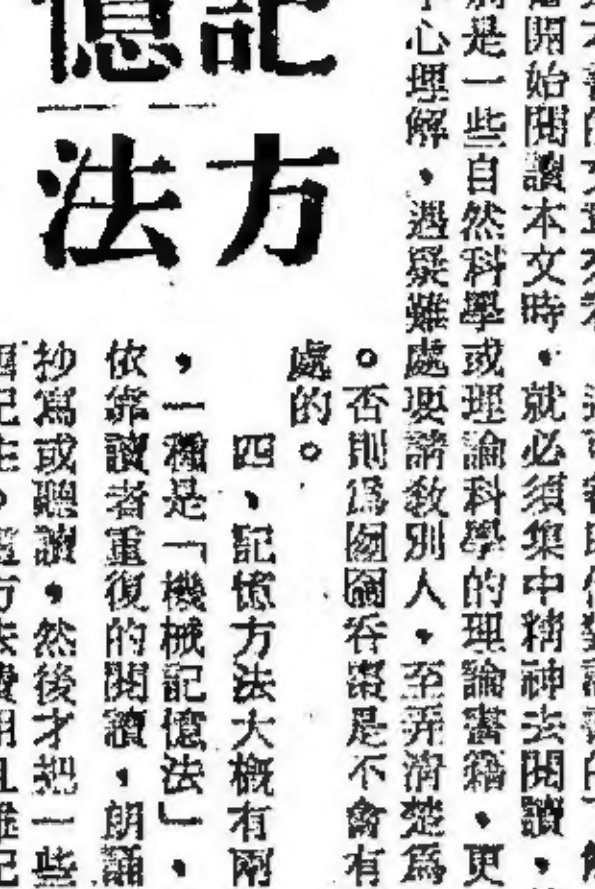 記憶
方法
開始閱讀本文時，就必須集中精神去閱讀，
是一些自然科學或理論科學的理論書籍，更
心理解，遇疑難處要請教別人，至弄清楚爲
。否則爲囫圇吞棗是不會有
處的。
四、記憶方法大概有兩
，一種是「機械記憶法」，
依靠讀者重復的閱讀，朗誦
抄寫或聽讀，然後才把一些